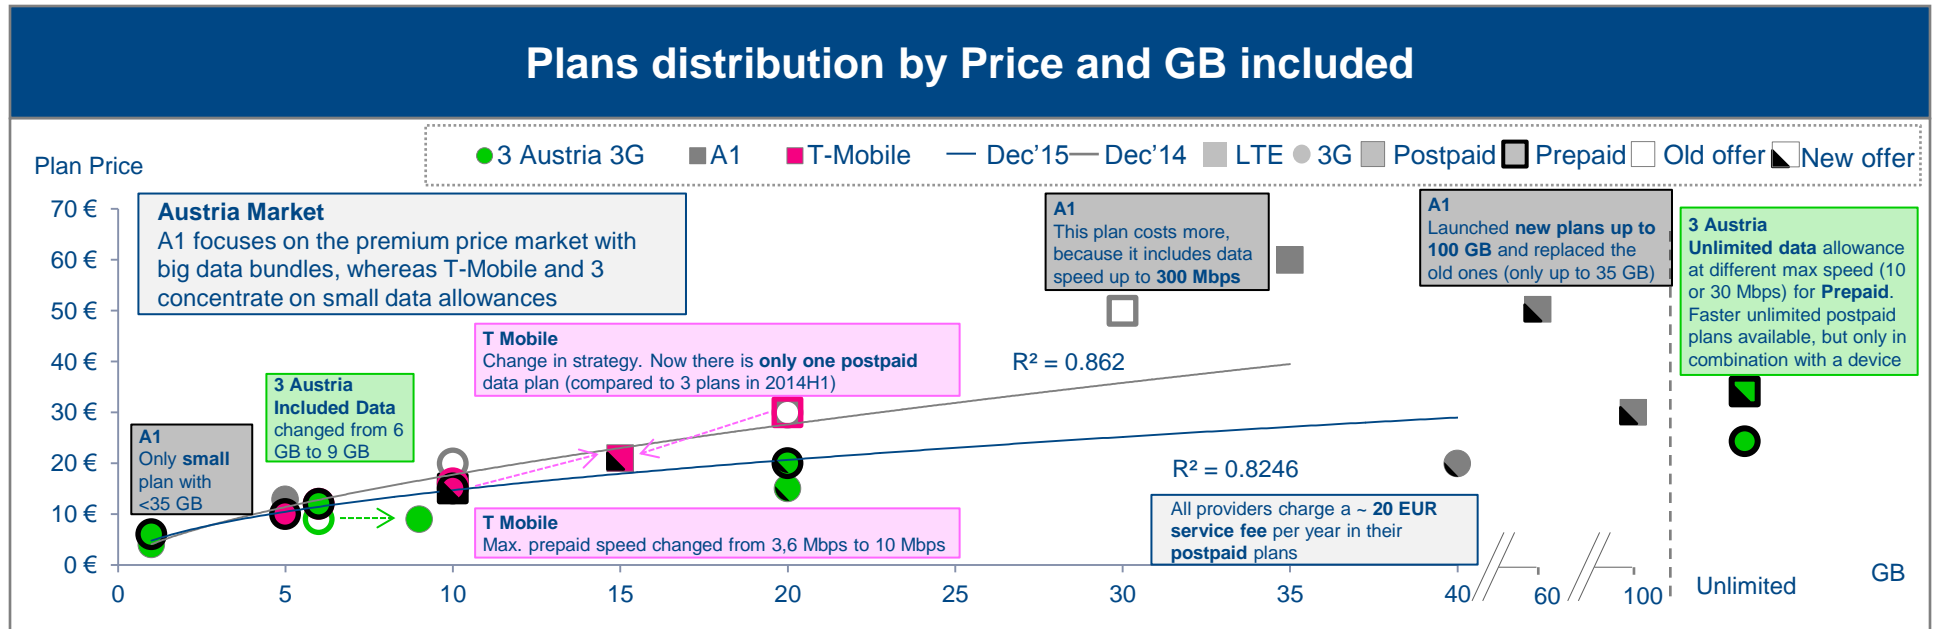 Plans distribution by Price and GB included
3 Austria 3G A1 T-Mobile Dec'15 Dec'14 LTE 3G Postpaid Prepaid Old offer New offer
Plan Price
70 €
60 €
50 €
40 €
30 €
20 €
10 €
0 €
Austria Market
A1 focuses on the premium price market with
big data bundles, whereas T-Mobile and 3
concentrate on small data allowances
A1
This plan costs more,
because it includes data
speed up to 300 Mbps
A1
Launched new plans up to
100 GB and replaced the
old ones (only up to 35 GB)
3 Austria
Unlimited data allowance
at different max speed (10
or 30 Mbps) for Prepaid.
Faster unlimited postpaid
plans available, but only in
combination with a device
T Mobile
Change in strategy. Now there is only one postpaid
data plan (compared to 3 plans in 2014H1)
R² = 0.862
3 Austria
Included Data
changed from 6
GB to 9 GB
A1
Only small
plan with
<35 GB
R² = 0.8246
T Mobile
Max. prepaid speed changed from 3,6 Mbps to 10 Mbps
All providers charge a ~ 20 EUR
service fee per year in their
postpaid plans
0 5 10 15 20 25 30 35 40 60 100 Unlimited GB